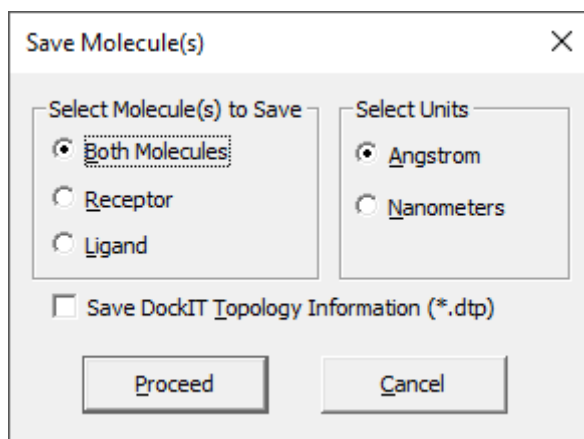 Save Molecule(s)
Select Molecule(s) to Save
Both Molecules
Receptor
Ligand
Select Units
Angstrom
Nanometers
Save DockIT Topology Information (*.dtp)
Proceed
Cancel